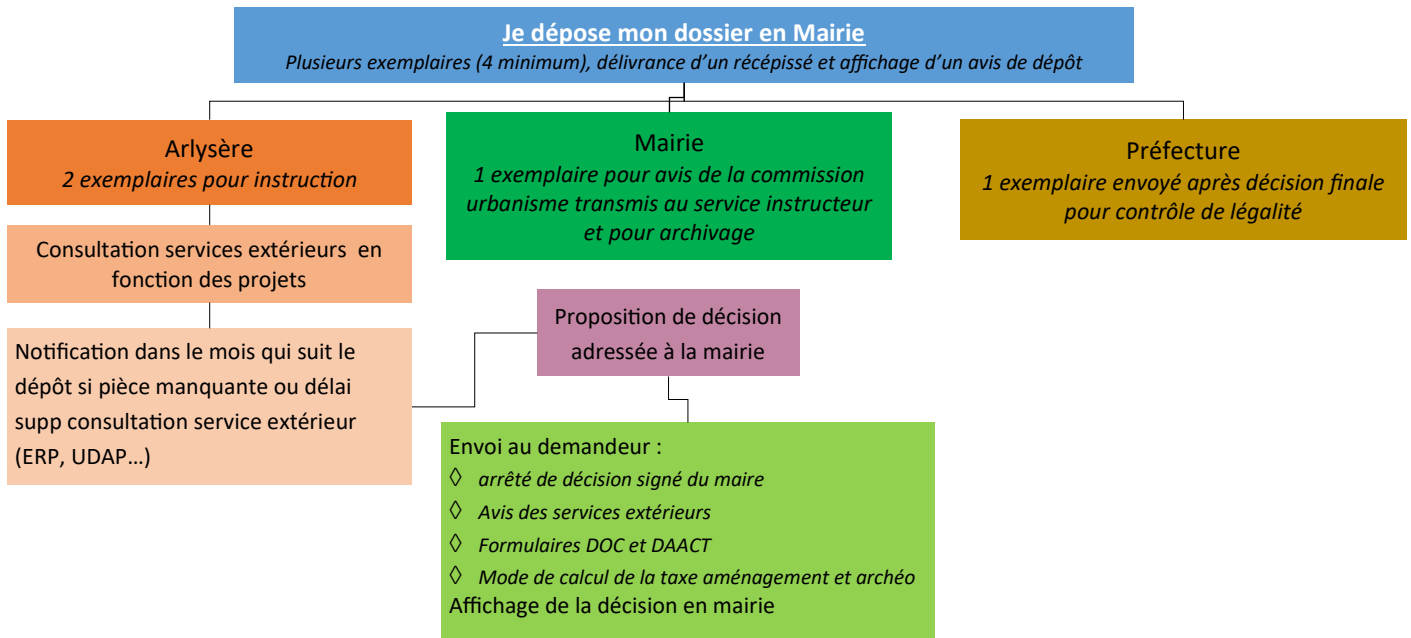 Je dépose mon dossier en Mairie
Plusieurs exemplaires (4 minimum), délivrance d'un récépissé et affichage d'un avis de dépôt
Arlysère
2 exemplaires pour instruction
Mairie
1 exemplaire pour avis de la commission
urbanisme transmis au service instructeur
et pour archivage
Préfecture
1 exemplaire envoyé après décision finale
pour contrôle de légalité
Consultation services extérieurs en
fonction des projets
Notification dans le mois qui suit le
dépôt si pièce manquante ou délai
supp consultation service extérieur
(ERP, UDAP…)
Proposition de décision
adressée à la mairie
Envoi au demandeur :
◊ arrêté de décision signé du maire
◊ Avis des services extérieurs
◊ Formulaires DOC et DAACT
◊ Mode de calcul de la taxe aménagement et archéo
Affichage de la décision en mairie